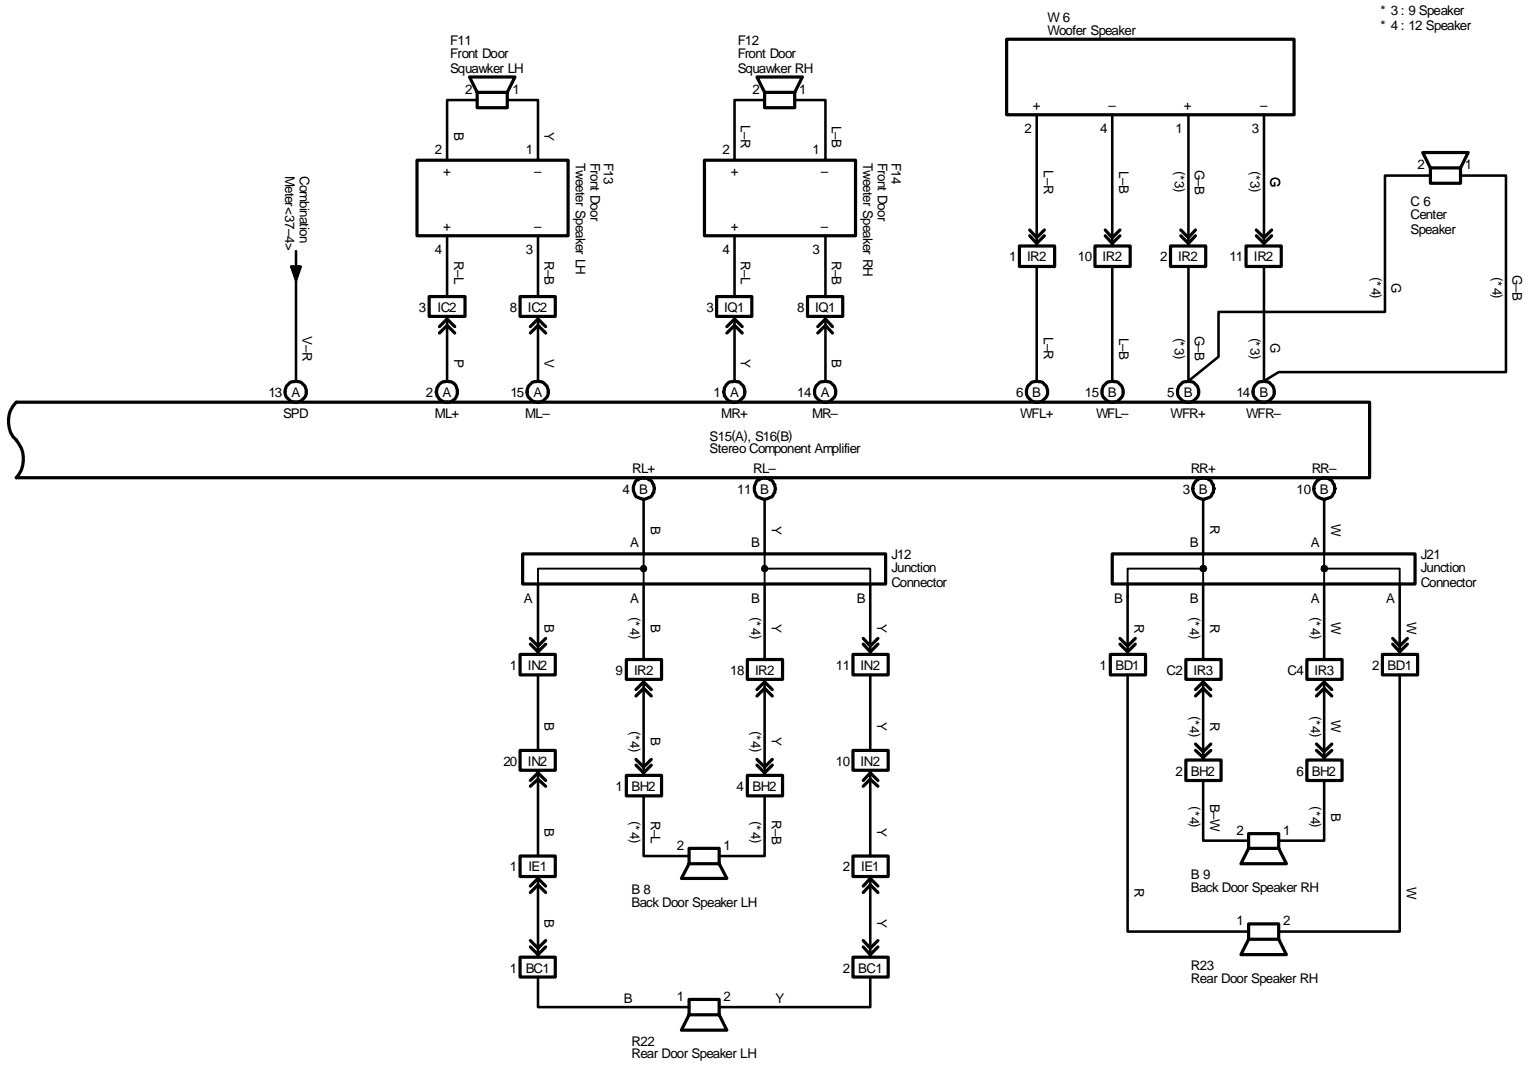 * 3 : 9 Speaker
* 4 : 12 Speaker
F11
Front Door
Squawker LH
2 1
B Y
2 1
+ –
F13
Front Door
Tweeter Speaker LH
+ –
4 3
R–L R–B
3 IC2 8 IC2
P V
F12
Front Door
Squawker RH
2 1
L–R L–B
2 1
+ –
F14
Front Door
Tweeter Speaker RH
+ –
4 3
R–L R–B
3 IQ1 8 IQ1
Y B
W 6
Woofer Speaker
+ – + –
2 4 1 3
L–R L–B G–B (*3) G (*3)
1 IR2 10 IR2 2 IR2 11 IR2
L–R L–B G–B (*3) G (*3)
2 1
C 6
Center
Speaker
G (*4) G–B (*4)
Combination
Meter<37–4>
V–R
13 A 2 A 15 A 1 A 14 A 6 B 15 B 5 B 14 B
SPD ML+ ML– MR+ MR– WFL+ WFL– WFR+ WFR–
S15(A), S16(B)
Stereo Component Amplifier
RL+ RL– RR+ RR–
4 B 11 B 3 B 10 B
B Y R W
A B B A
J12
Junction
Connector
J21
Junction
Connector
A A B B B B A A
B B (*4) Y (*4) Y R R (*4) W (*4) W
1 IN2 9 IR2 18 IR2 11 IN2 1 BD1 C2 IR3 C4 IR3 2 BD1
B B (*4) Y (*4) Y R (*4) W (*4)
20 IN2 1 BH2 4 BH2 10 IN2 2 BH2 6 BH2
B R–L (*4) R–B (*4) Y B–W (*4) B (*4)
2 1 2 1
1 IE1 2 IE1
B 8
Back Door Speaker LH
B 9
Back Door Speaker RH
B Y R W
1 2
1 BC1 2 BC1
R23
Rear Door Speaker RH
B 1 2 Y
R22
Rear Door Speaker LH